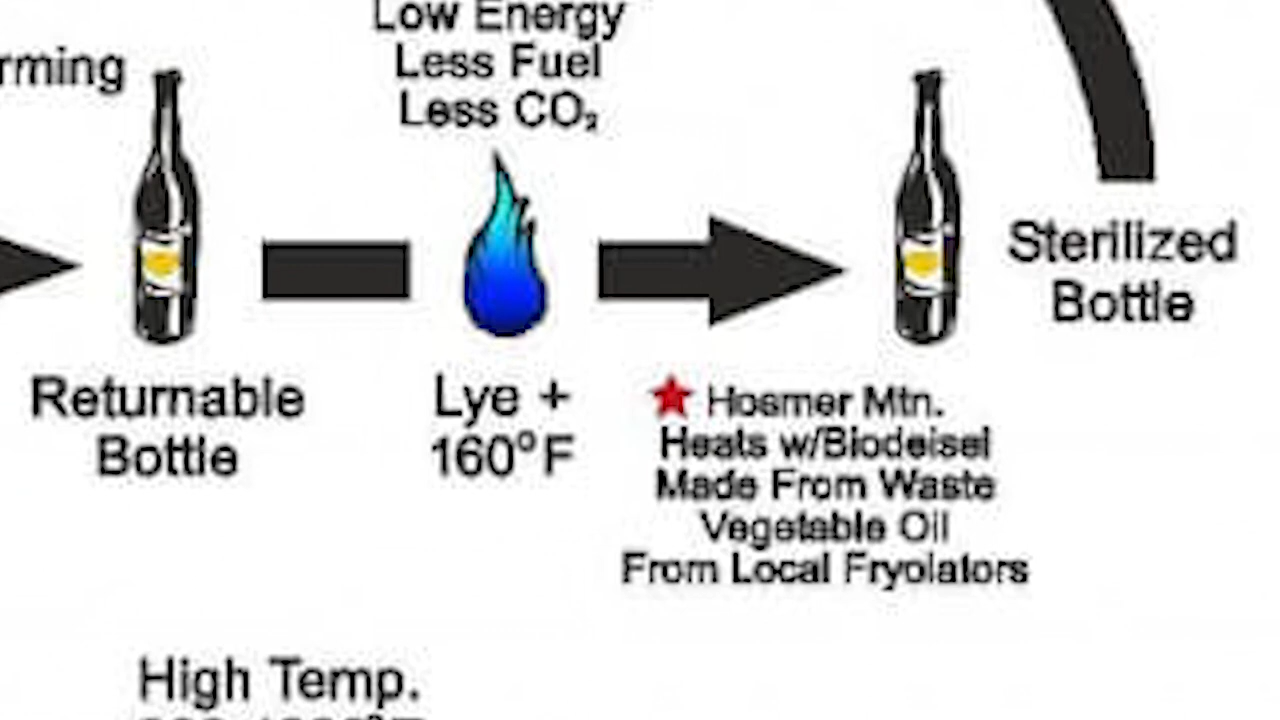 Low Energy
Less Fuel
Less CO₂
rming
Returnable
Bottle
Lye +
160°F
Sterilized
Bottle
Hosmer Mtn.
Heats w/Biodeisel
Made From Waste
Vegetable Oil
From Local Fryolators
High Temp.